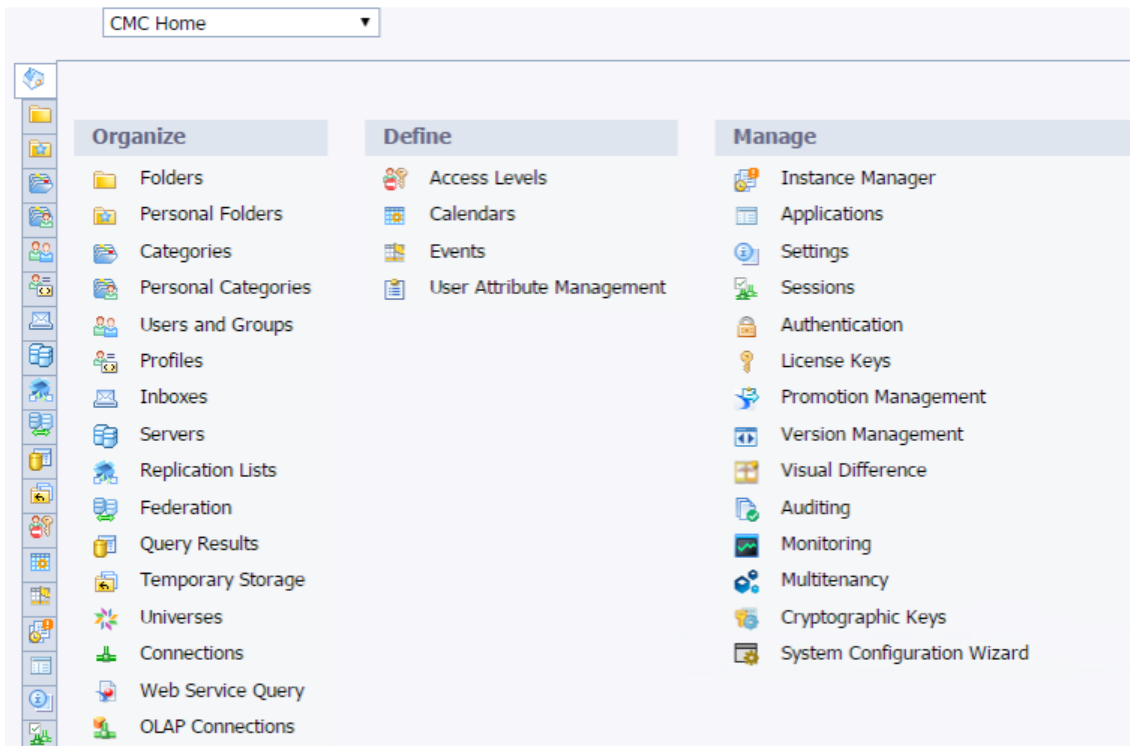 CMC Home
Organize
Folders
Personal Folders
Categories
Personal Categories
Users and Groups
Profiles
Inboxes
Servers
Replication Lists
Federation
Query Results
Temporary Storage
Universes
Connections
Web Service Query
OLAP Connections
Define
Access Levels
Calendars
Events
User Attribute Management
Manage
Instance Manager
Applications
Settings
Sessions
Authentication
License Keys
Promotion Management
Version Management
Visual Difference
Auditing
Monitoring
Multitenancy
Cryptographic Keys
System Configuration Wizard